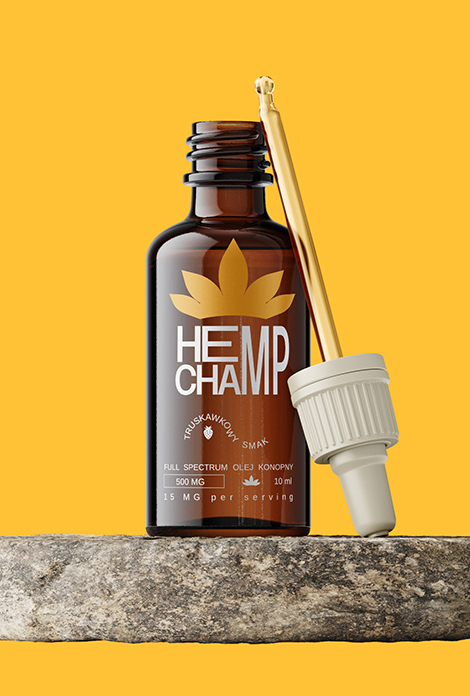 HEMP
CHAMP
TRUSKAWKOWY SMAK
FULL SPECTRUM OLEJ KONOPNY
500 MG 10 ml
15 MG per serving